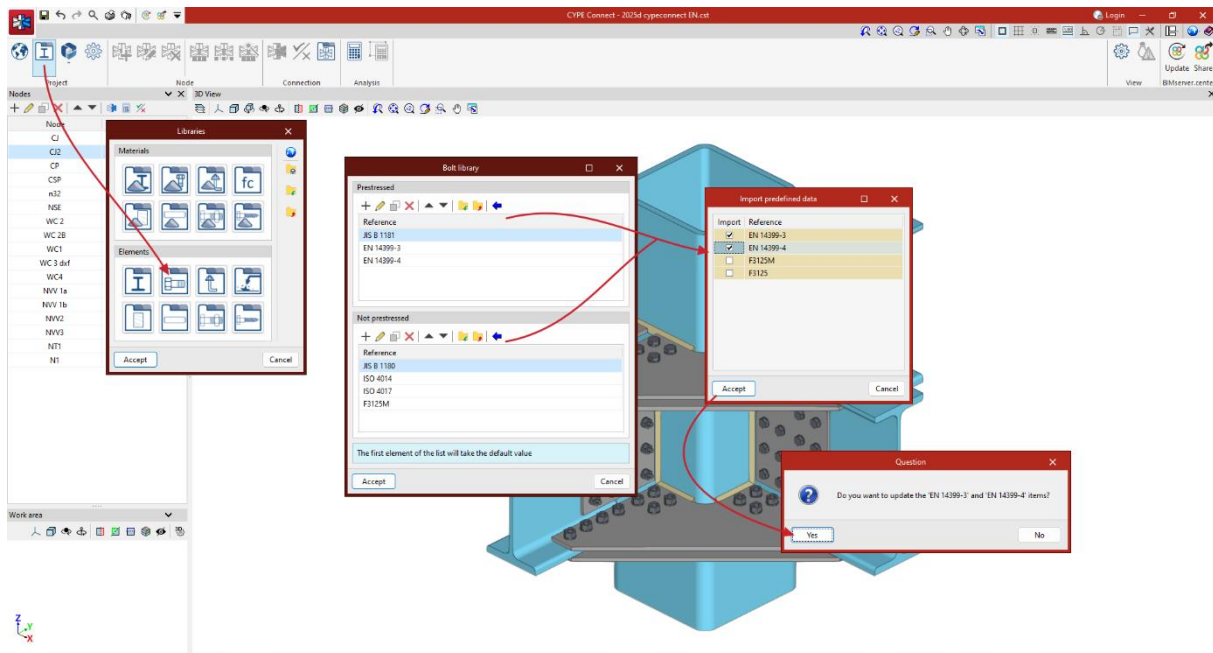 CYPE Connect - 2025d cypeconnect EN.cst
Login
Project
Node
Connection
Analysis
View
Update
Share
BIMserver.cente
Nodes
3D View
Node
CJ
CJ2
CP
CSP
n32
NSE
WC 2
WC 2B
WC1
WC 3 dxf
WC4
NVV 1a
NVV 1b
NVV2
NVV3
NT1
N1
Work area
Z
Y
X
Libraries
Materials
fc
Elements
Accept
Cancel
Bolt library
Prestressed
Reference
JIS B 1181
EN 14399-3
EN 14399-4
Not prestressed
Reference
JIS B 1180
ISO 4014
ISO 4017
F3125M
The first element of the list will take the default value
Accept
Cancel
Import predefined data
Import Reference
EN 14399-3
EN 14399-4
F3125M
F3125
Accept
Cancel
Question
Do you want to update the 'EN 14399-3' and 'EN 14399-4' items?
Yes
No